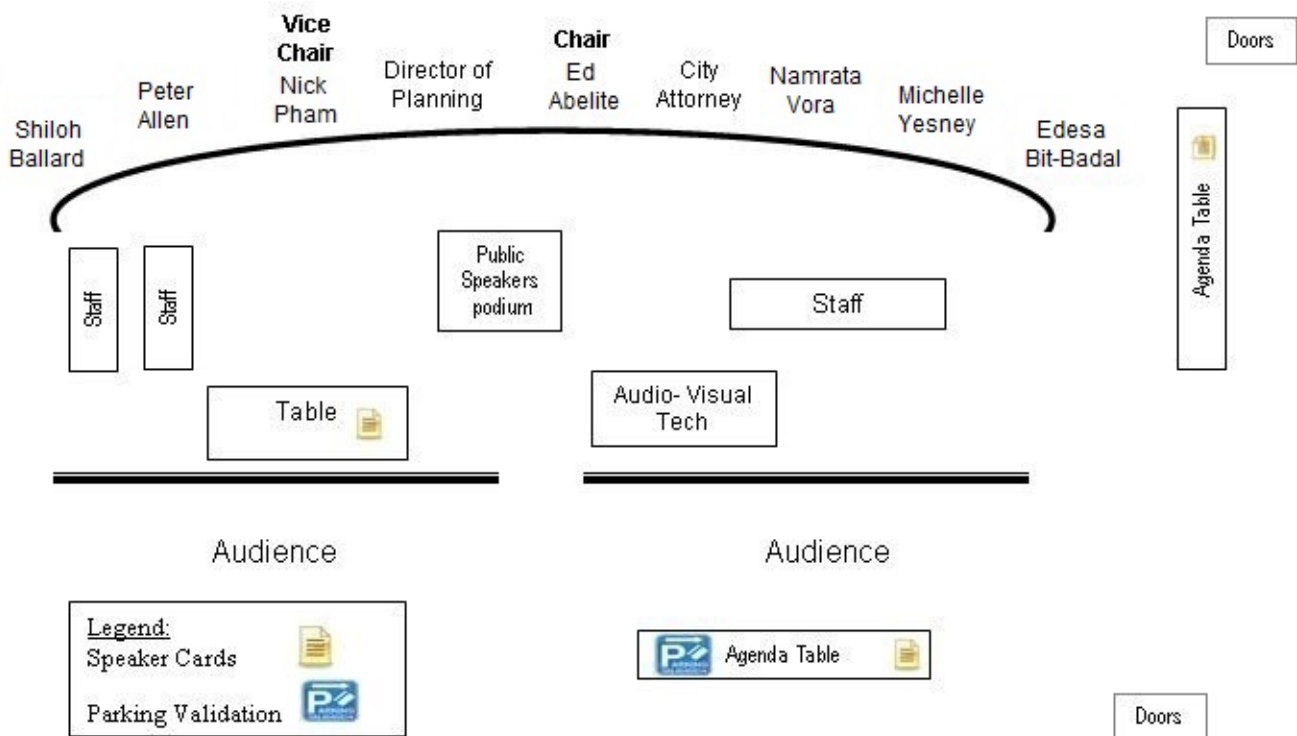 Vice
Chair
Nick
Pham
Director of
Planning
Chair
Ed
Abelite
City
Attorney
Namrata
Vora
Michelle
Yesney
Edesa
Bit-Badal
Peter
Allen
Shiloh
Ballard
Doors
Agenda Table
Staff
Staff
Public
Speakers
podium
Staff
Table
Audio- Visual
Tech
Audience
Audience
Legend:
Speaker Cards
Parking Validation
P
Agenda Table
P
Doors